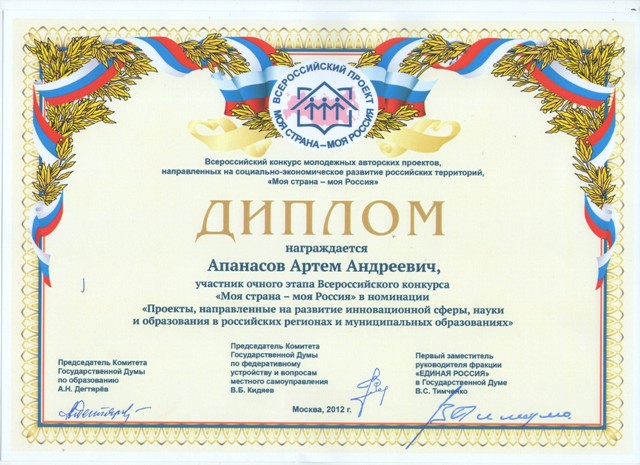 ВСЕРОССИЙСКИЙ ПРОЕКТ
МОЯ СТРАНА – МОЯ РОССИЯ
Всероссийский конкурс молодежных авторских проектов,
направленных на социально-экономическое развитие российских территорий,
«Моя страна – моя Россия»
ДИПЛОМ
награждается
Апанасов Артем Андреевич,
участник очного этапа Всероссийского конкурса
«Моя страна – моя Россия» в номинации
«Проекты, направленные на развитие инновационной сферы, науки
и образования в российских регионах и муниципальных образованиях»
Председатель Комитета
Государственной Думы
по образованию
А.Н. Дегтярёв
Председатель Комитета
Государственной Думы
по федеративному
устройству и вопросам
местного самоуправления
В.Б. Кидяев
Первый заместитель
руководителя фракции
«ЕДИНАЯ РОССИЯ»
в Государственной Думе
В.С. Тимченко
Москва, 2012 г.